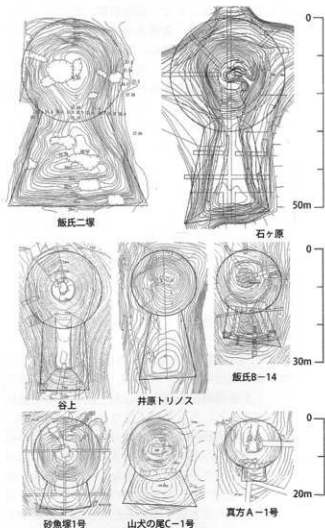 飯氏二塚
石ヶ原
0
50m
谷上
井原トリノス
飯氏B－14
0
30m
砂魚塚1号
山犬の尾C－1号
真方A－1号
0
20m